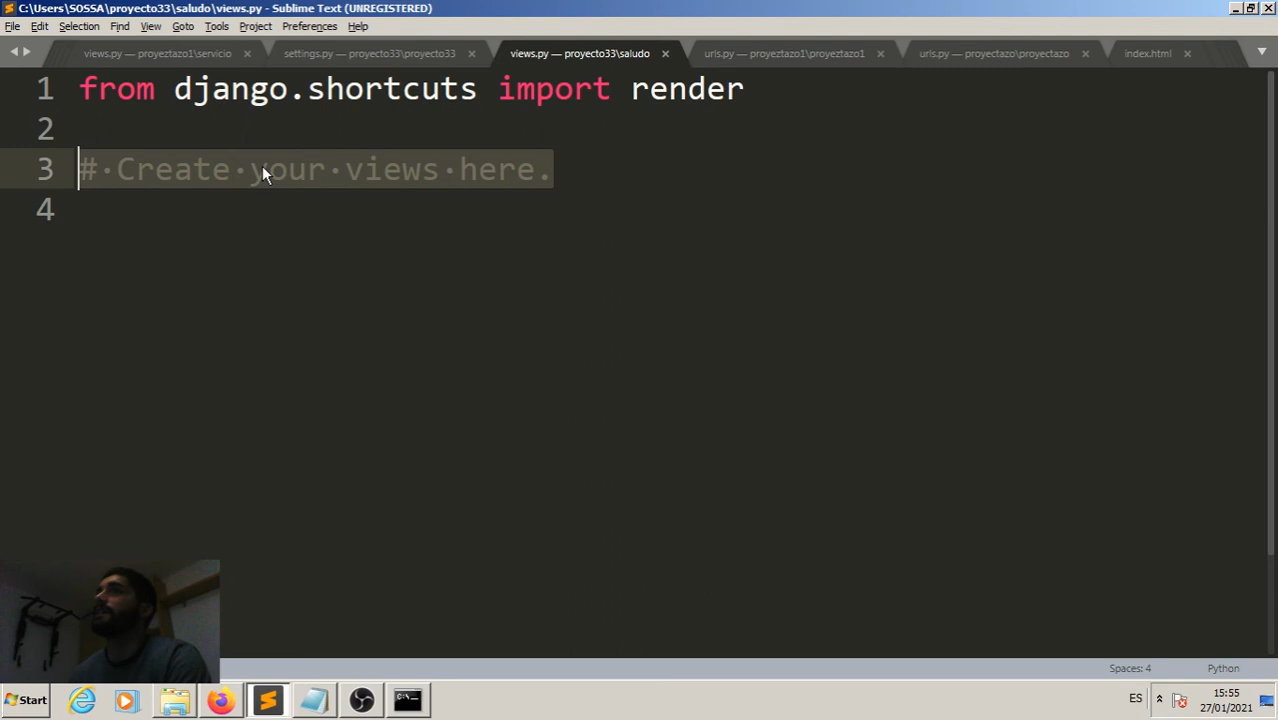 C:\Users\SOSSA\proyecto33\saludo\views.py - Sublime Text (UNREGISTERED)
File Edit Selection Find View Goto Tools Project Preferences Help
views.py — proyeztazo1\servicio × settings.py — proyecto33\proyecto33 × views.py — proyecto33\saludo × urls.py — proyeztazo1\proyeztazo1 × urls.py — proyectazo\proyectazo × index.html ×
1 from django.shortcuts import render
2
3 # Create your views here.
4
Spaces: 4 Python
Start ES 15:55
27/01/2021